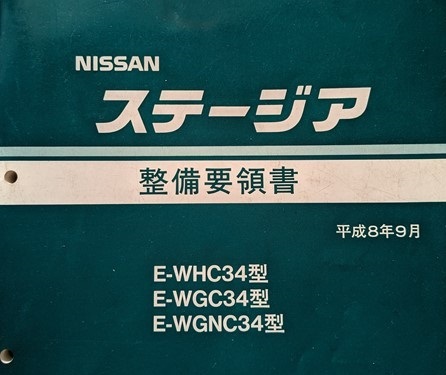 NISSAN
ステージア
整備要領書
平成8年9月
E-WHC34型
E-WGC34型
E-WGNC34型